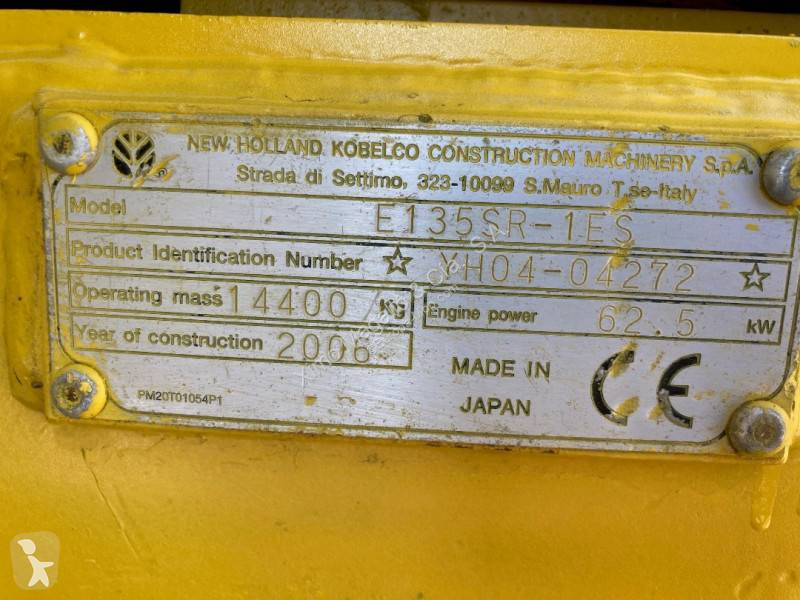 NEW HOLLAND KOBELCO CONSTRUCTION MACHINERY S.p.A.
Strada di Settimo, 323-10099 S.Mauro T.se-Italy
Model E135SR-1ES
Product Identification Number ☆ YH04-04272 ☆
Operating mass 14400 KG Engine power 62.5 kW
Year of construction 2006
MADE IN
JAPAN
CE
PM20T01054P1